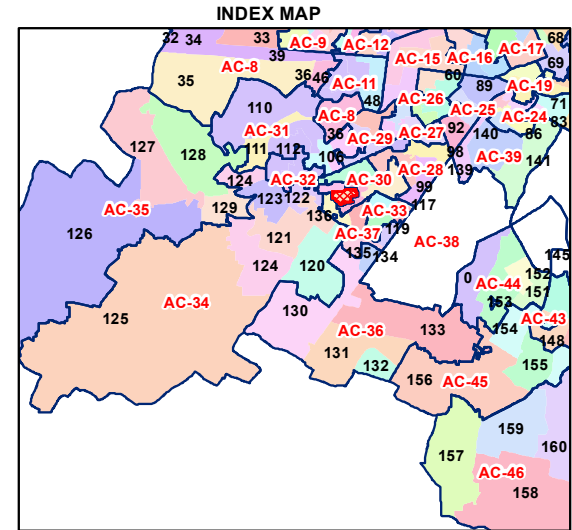 INDEX MAP
32 34 33 AC-9 AC-12 68
39 AC-15 AC-16 AC-17
AC-8 69
35 36 46 AC-11 60 89 AC-19
110 48 AC-26 71
AC-8 AC-25 AC-24 83
AC-31 36 AC-29 AC-27 92 140 86
127 111 112
128 106 98 AC-39 141
124 AC-32 AC-30 AC-28 139
99
AC-35 129 123 122 117
136 AC-33
126 121 AC-37 119 AC-38
124 120 135 134 145
0 AC-44 152
151
AC-34 153
125 130 AC-36 133 154 AC-43
148
131 132 155
156 AC-45
159
157 160
AC-46
158